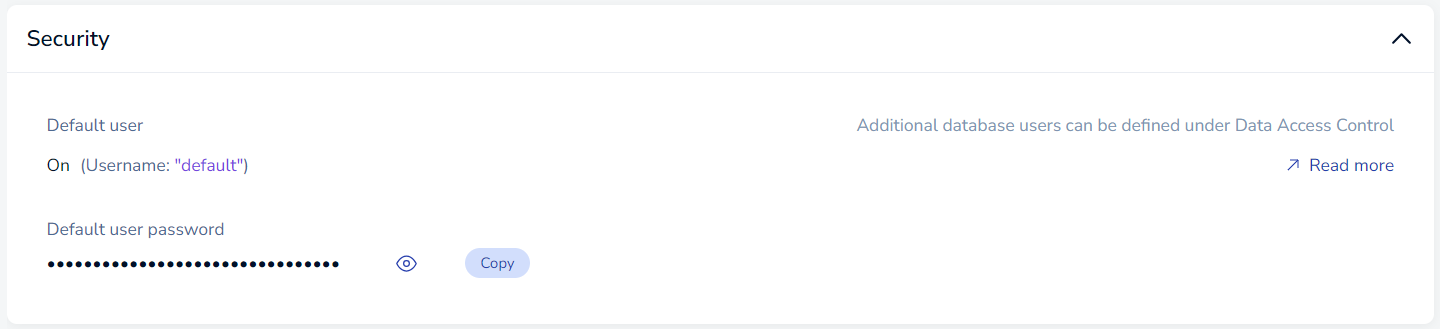 Security
Default user
Additional database users can be defined under Data Access Control
On (Username: "default")
Read more
Default user password
••••••••••••••••••••••••••••••••
Copy